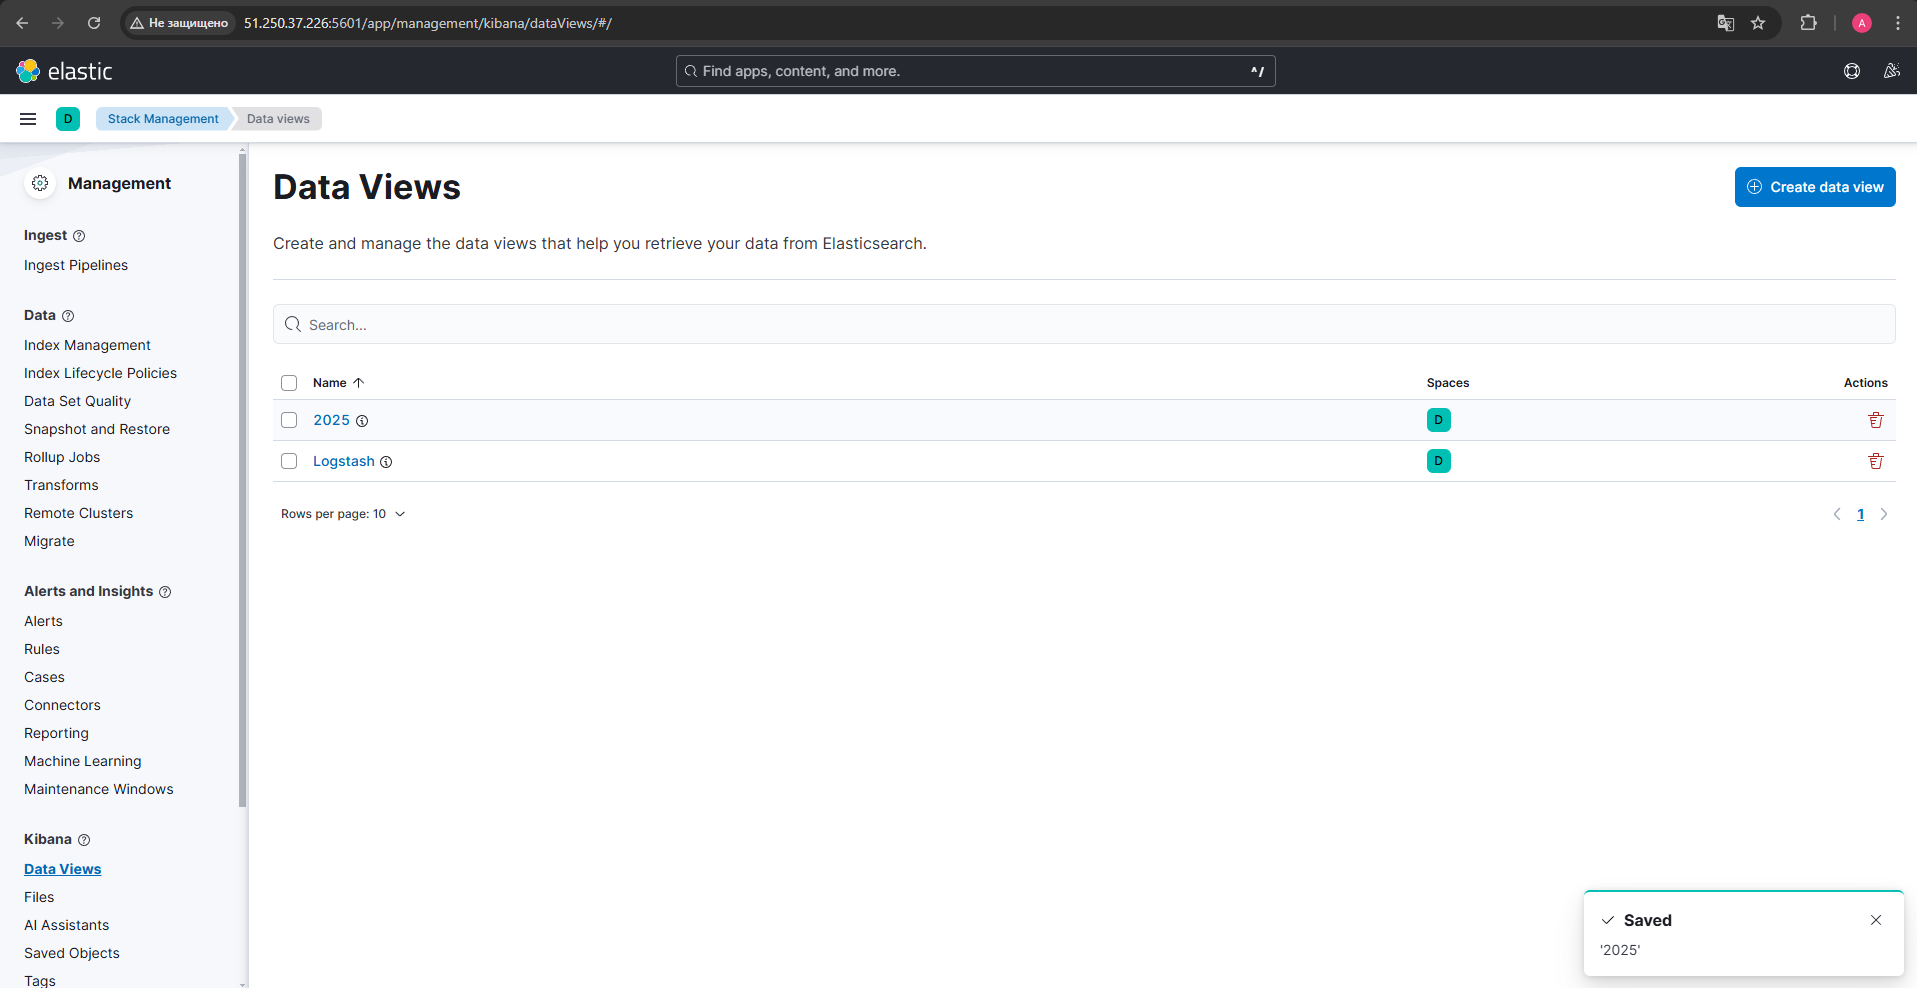 Не защищено 51.250.37.226:5601/app/management/kibana/dataViews/#/
A
elastic
Find apps, content, and more.
^/
D
Stack Management
Data views
Management
Ingest
Ingest Pipelines
Data
Index Management
Index Lifecycle Policies
Data Set Quality
Snapshot and Restore
Rollup Jobs
Transforms
Remote Clusters
Migrate
Alerts and Insights
Alerts
Rules
Cases
Connectors
Reporting
Machine Learning
Maintenance Windows
Kibana
Data Views
Files
AI Assistants
Saved Objects
Tags
Data Views
Create data view
Create and manage the data views that help you retrieve your data from Elasticsearch.
Search...
Name Spaces Actions
2025 D
Logstash D
Rows per page: 10
1
Saved
'2025'